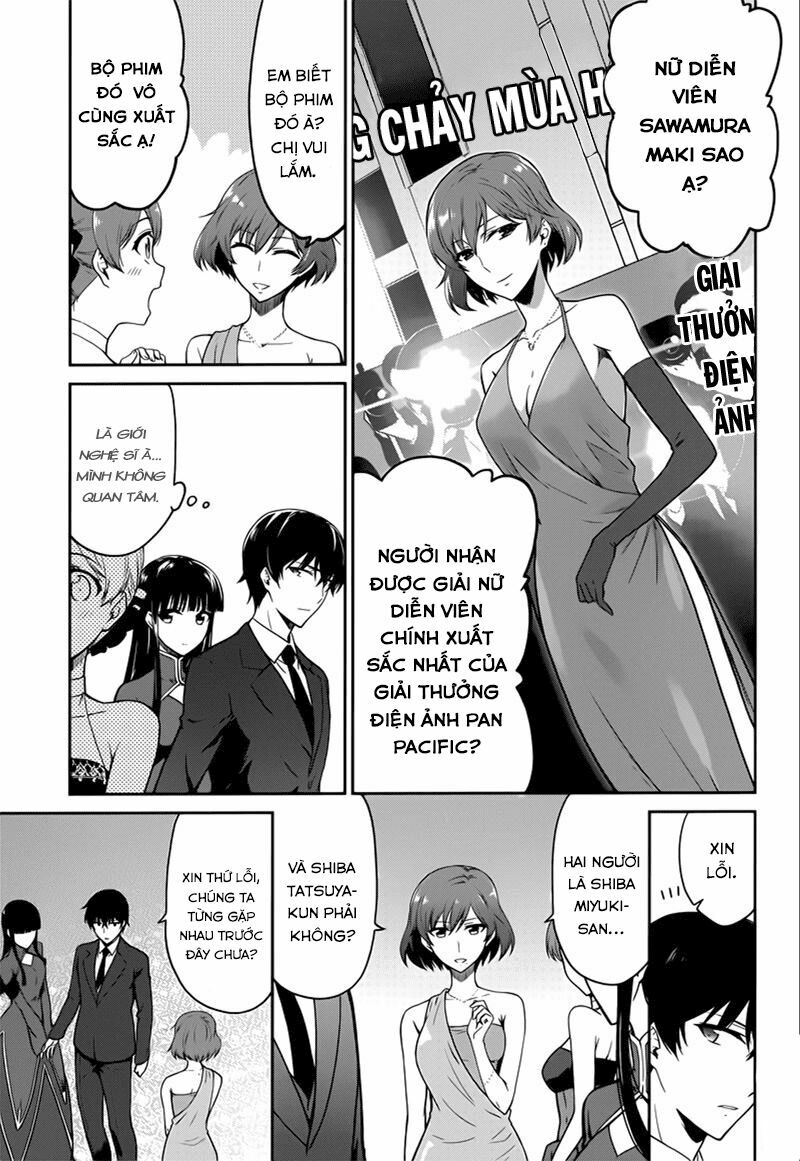 NỮ DIỄN
VIÊN
SAWAMURA
MAKI SAO
Ạ?
G CHẢY MÙA H
GIẢI
THƯỞN
ĐIỆN
ẢNH
NGƯỜI NHẬN
ĐƯỢC GIẢI NỮ
DIỄN VIÊN
CHÍNH XUẤT
SẮC NHẤT CỦA
GIẢI THƯỞNG
ĐIỆN ẢNH PAN
PACIFIC?
EM BIẾT
BỘ PHIM
ĐÓ À?
CHỊ VUI
LẮM.
BỘ PHIM
ĐÓ VÔ
CÙNG XUẤT
SẮC Ạ!
LÀ GIỚI
NGHỆ SĨ À...
MÌNH KHÔNG
QUAN TÂM.
XIN
LỖI.
HAI NGƯỜI
LÀ SHIBA
MIYUKI-
SAN...
VÀ SHIBA
TATSUYA-
KUN PHẢI
KHÔNG?
XIN THỨ LỖI,
CHÚNG TA
TỪNG GẶP
NHAU TRƯỚC
ĐÂY CHƯA?